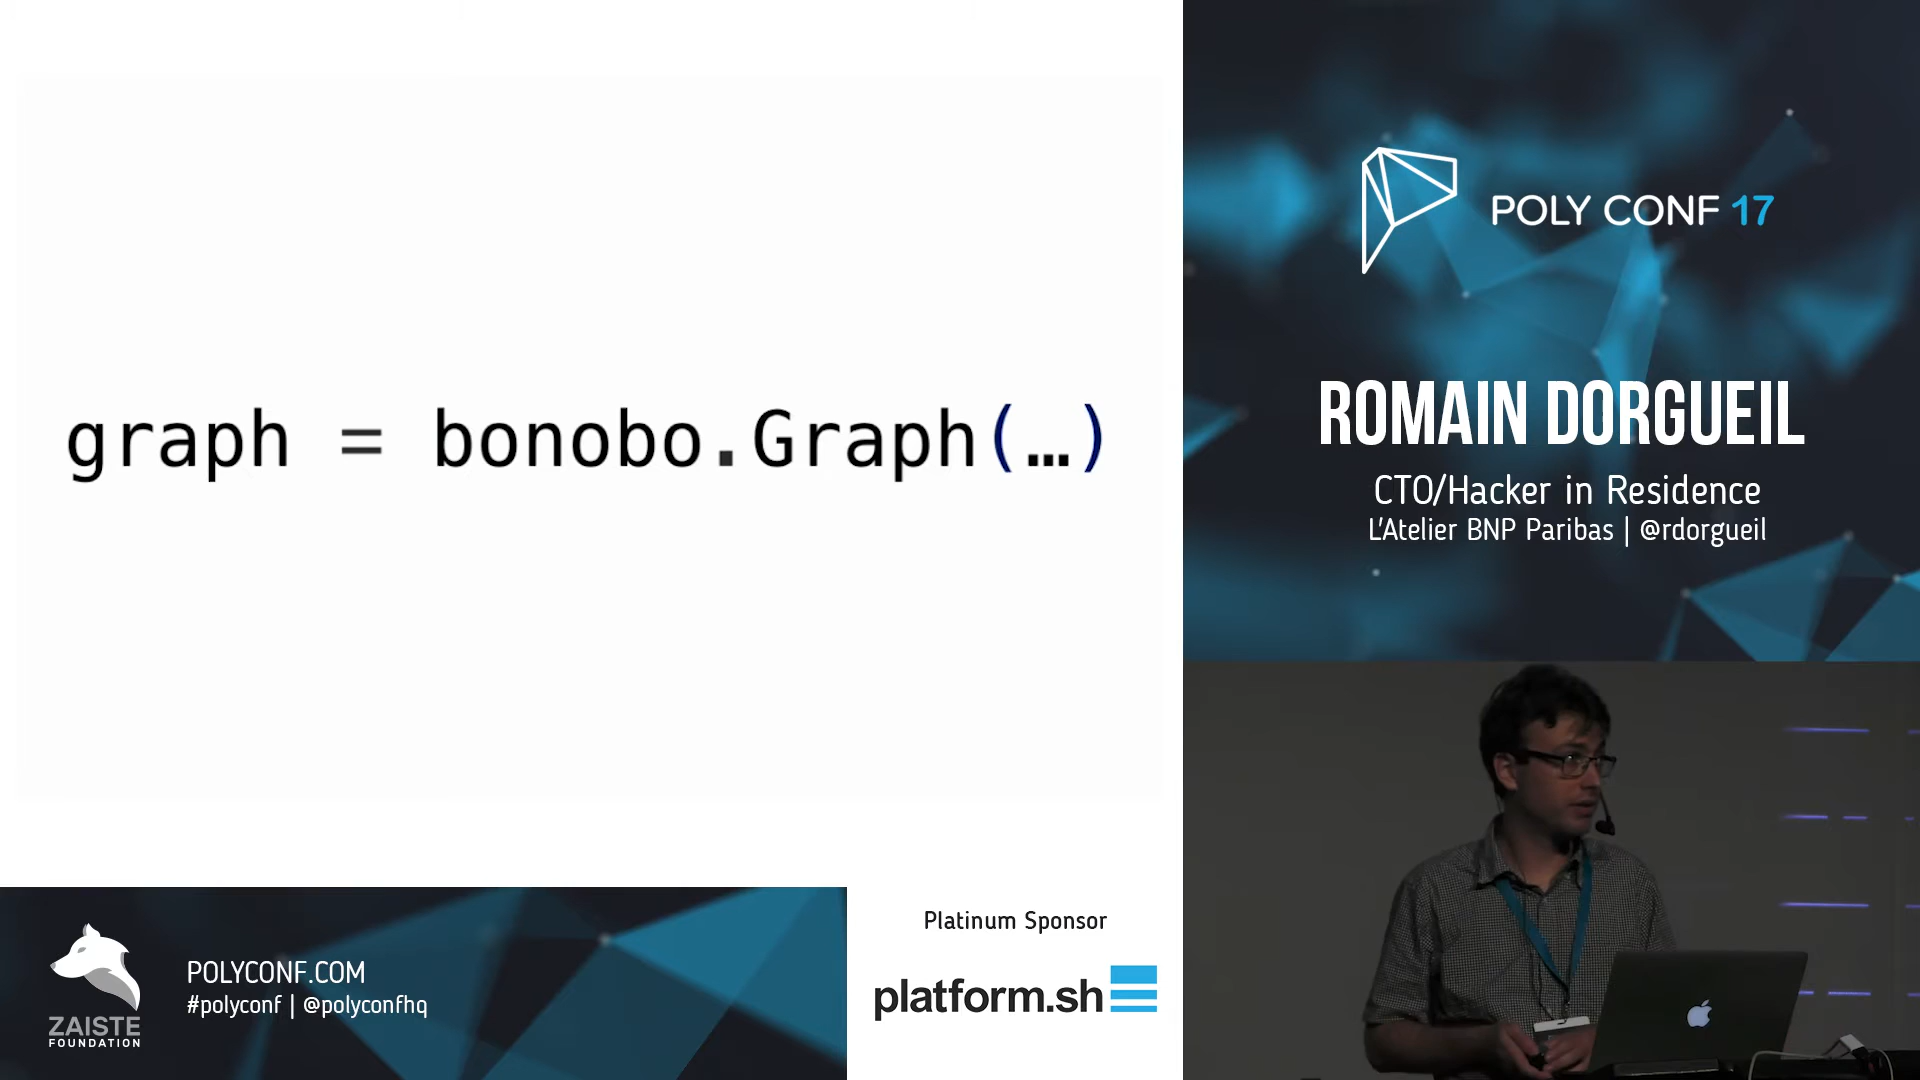 graph = bonobo.Graph(…)
POLY CONF 17
ROMAIN DORGUEIL
CTO/Hacker in Residence
L'Atelier BNP Paribas | @rdorgueil
POLYCONF.COM
#polyconf | @polyconfhq
ZAISTE
FOUNDATION
Platinum Sponsor
platform.sh